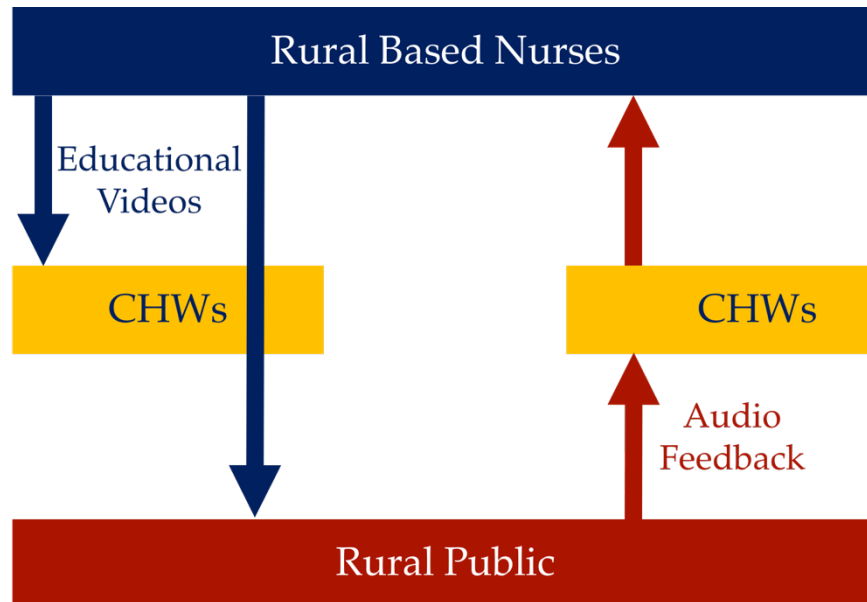 Rural Based Nurses
Educational
Videos
CHWs
CHWs
Audio
Feedback
Rural Public